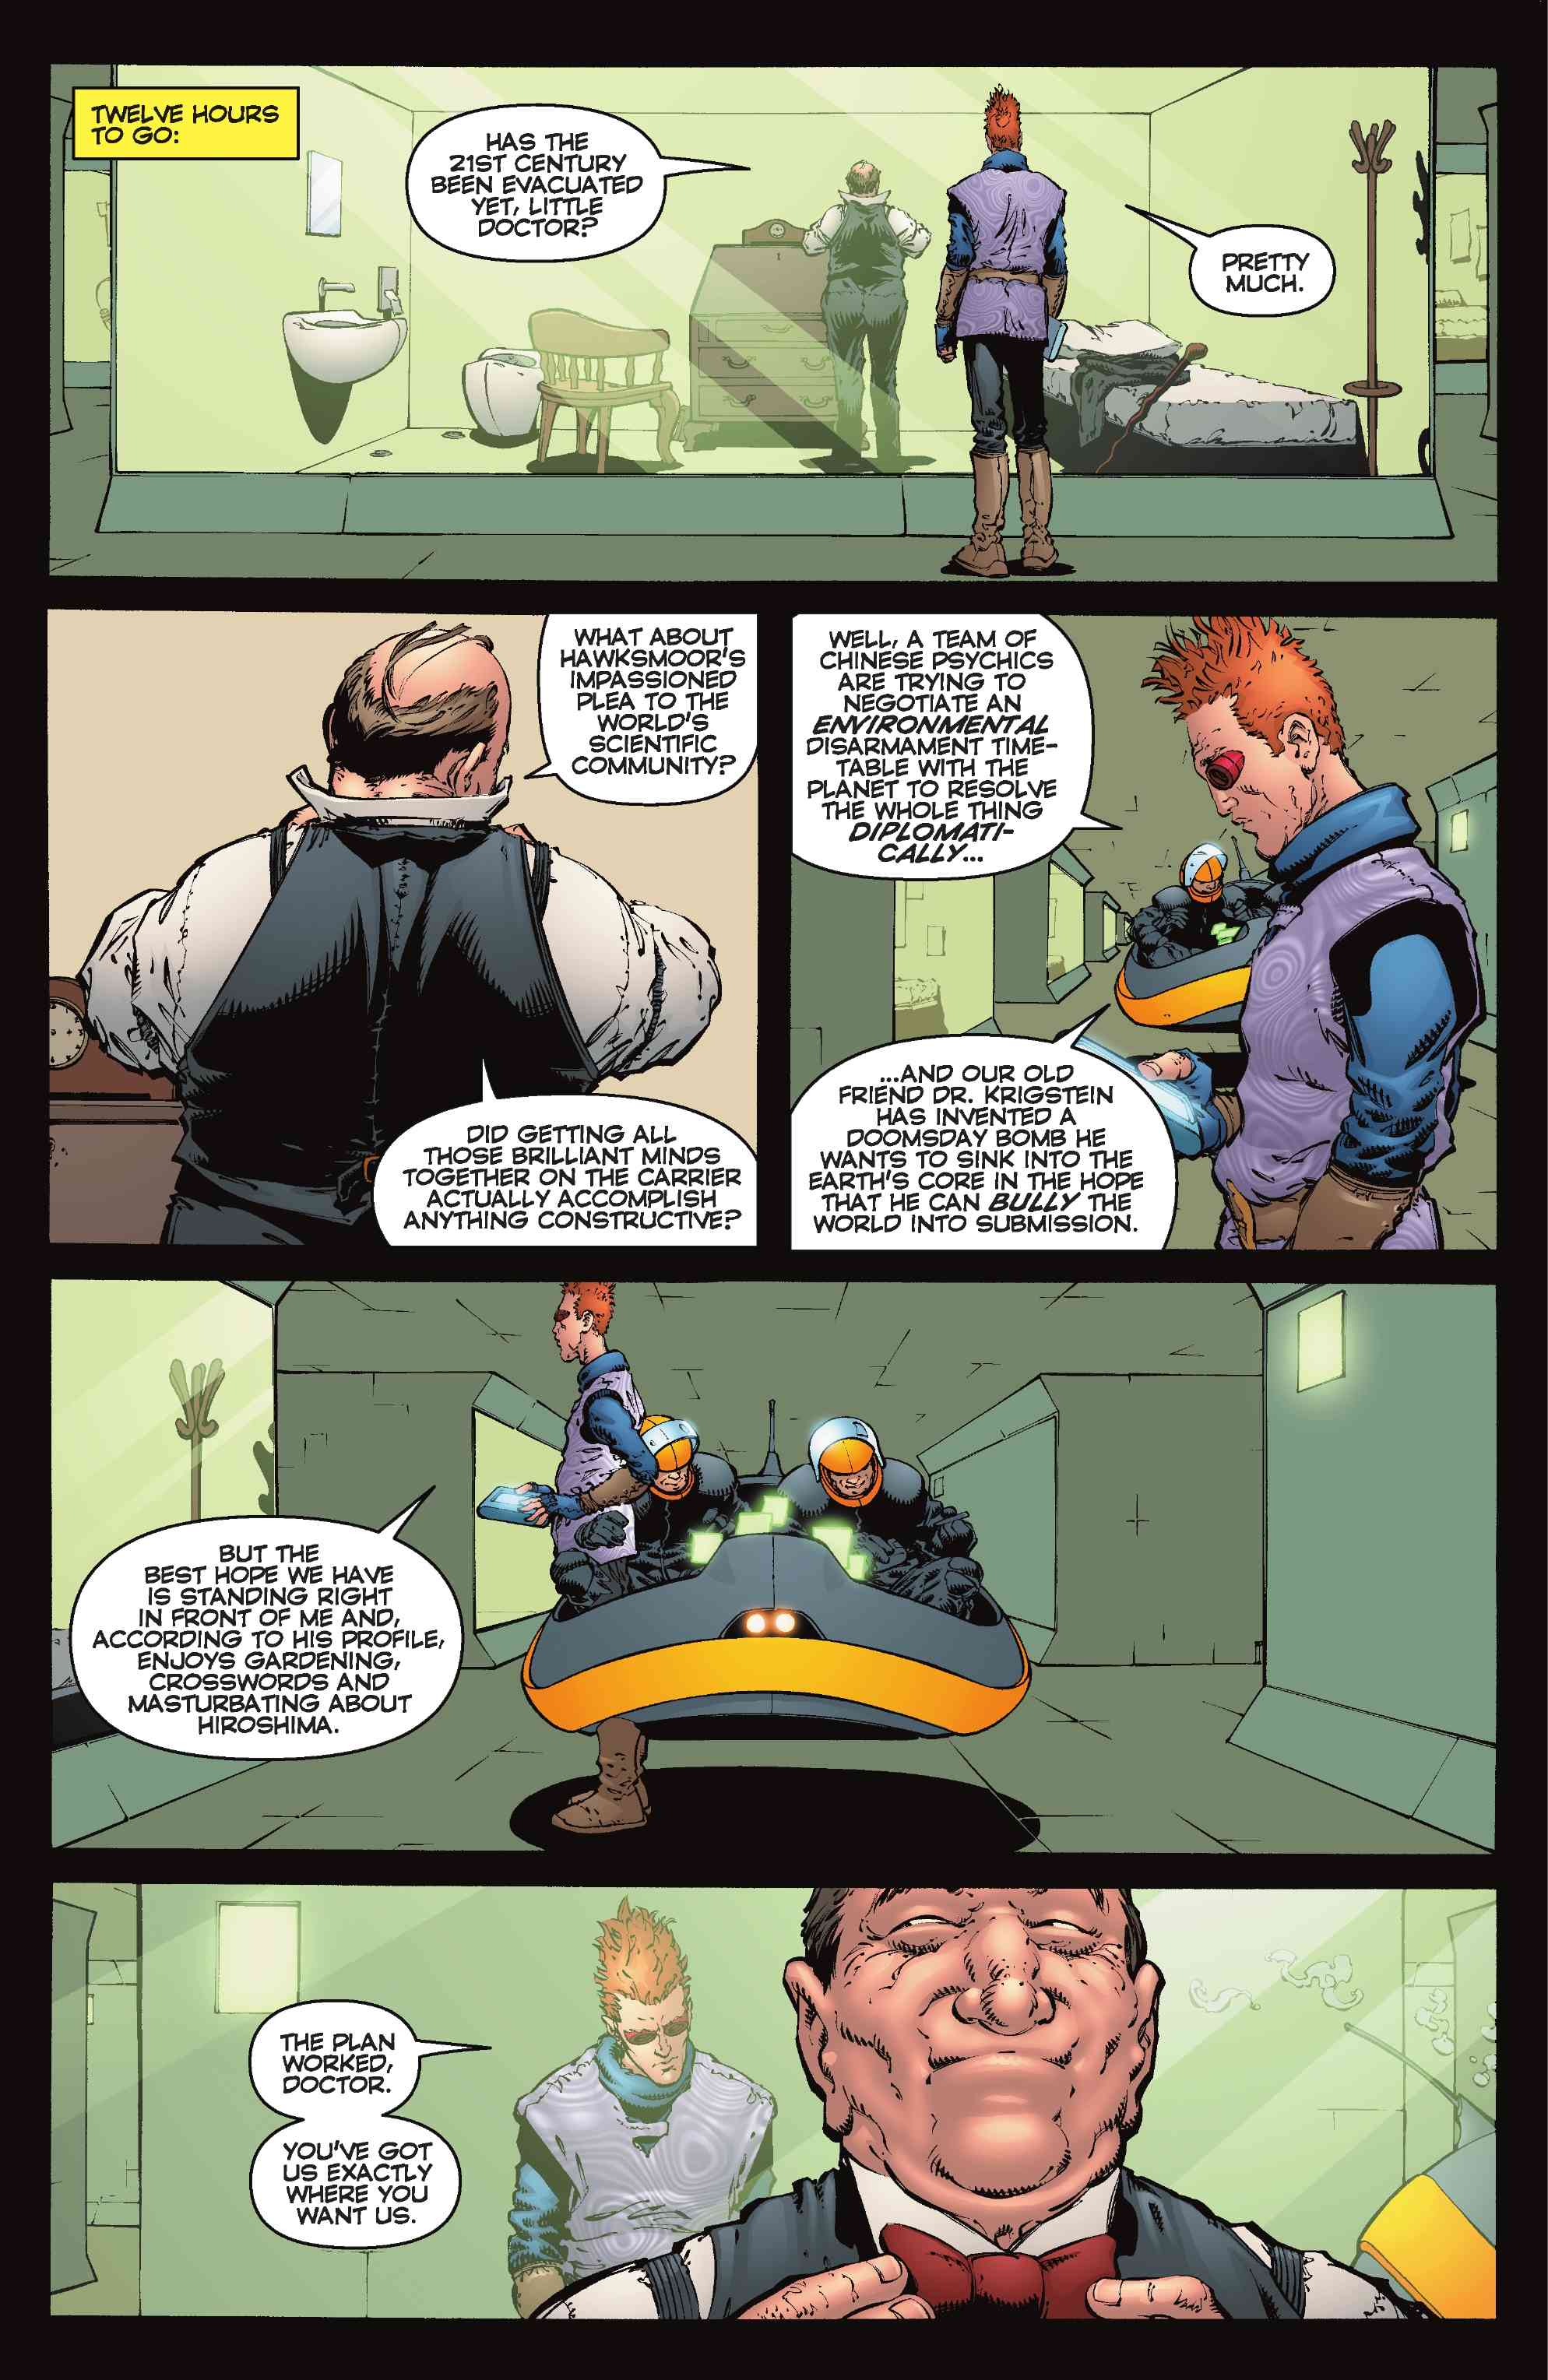 TWELVE HOURS
TO GO:
HAS THE
21ST CENTURY
BEEN EVACUATED
YET, LITTLE
DOCTOR?
PRETTY
MUCH.
WHAT ABOUT
HAWKSMOOR'S
IMPASSIONED
PLEA TO THE
WORLD'S
SCIENTIFIC
COMMUNITY?
DID GETTING ALL
THOSE BRILLIANT MINDS
TOGETHER ON THE CARRIER
ACTUALLY ACCOMPLISH
ANYTHING CONSTRUCTIVE?
WELL, A TEAM OF
CHINESE PSYCHICS
ARE TRYING TO
NEGOTIATE AN
ENVIRONMENTAL
DISARMAMENT TIME-
TABLE WITH THE
PLANET TO RESOLVE
THE WHOLE THING
DIPLOMATI-
CALLY...
...AND OUR OLD
FRIEND DR. KRIGSTEIN
HAS INVENTED A
DOOMSDAY BOMB HE
WANTS TO SINK INTO THE
EARTH'S CORE IN THE HOPE
THAT HE CAN BULLY THE
WORLD INTO SUBMISSION.
BUT THE
BEST HOPE WE HAVE
IS STANDING RIGHT
IN FRONT OF ME AND,
ACCORDING TO HIS PROFILE,
ENJOYS GARDENING,
CROSSWORDS AND
MASTURBATING ABOUT
HIROSHIMA.
THE PLAN
WORKED,
DOCTOR.
YOU'VE GOT
US EXACTLY
WHERE YOU
WANT US.